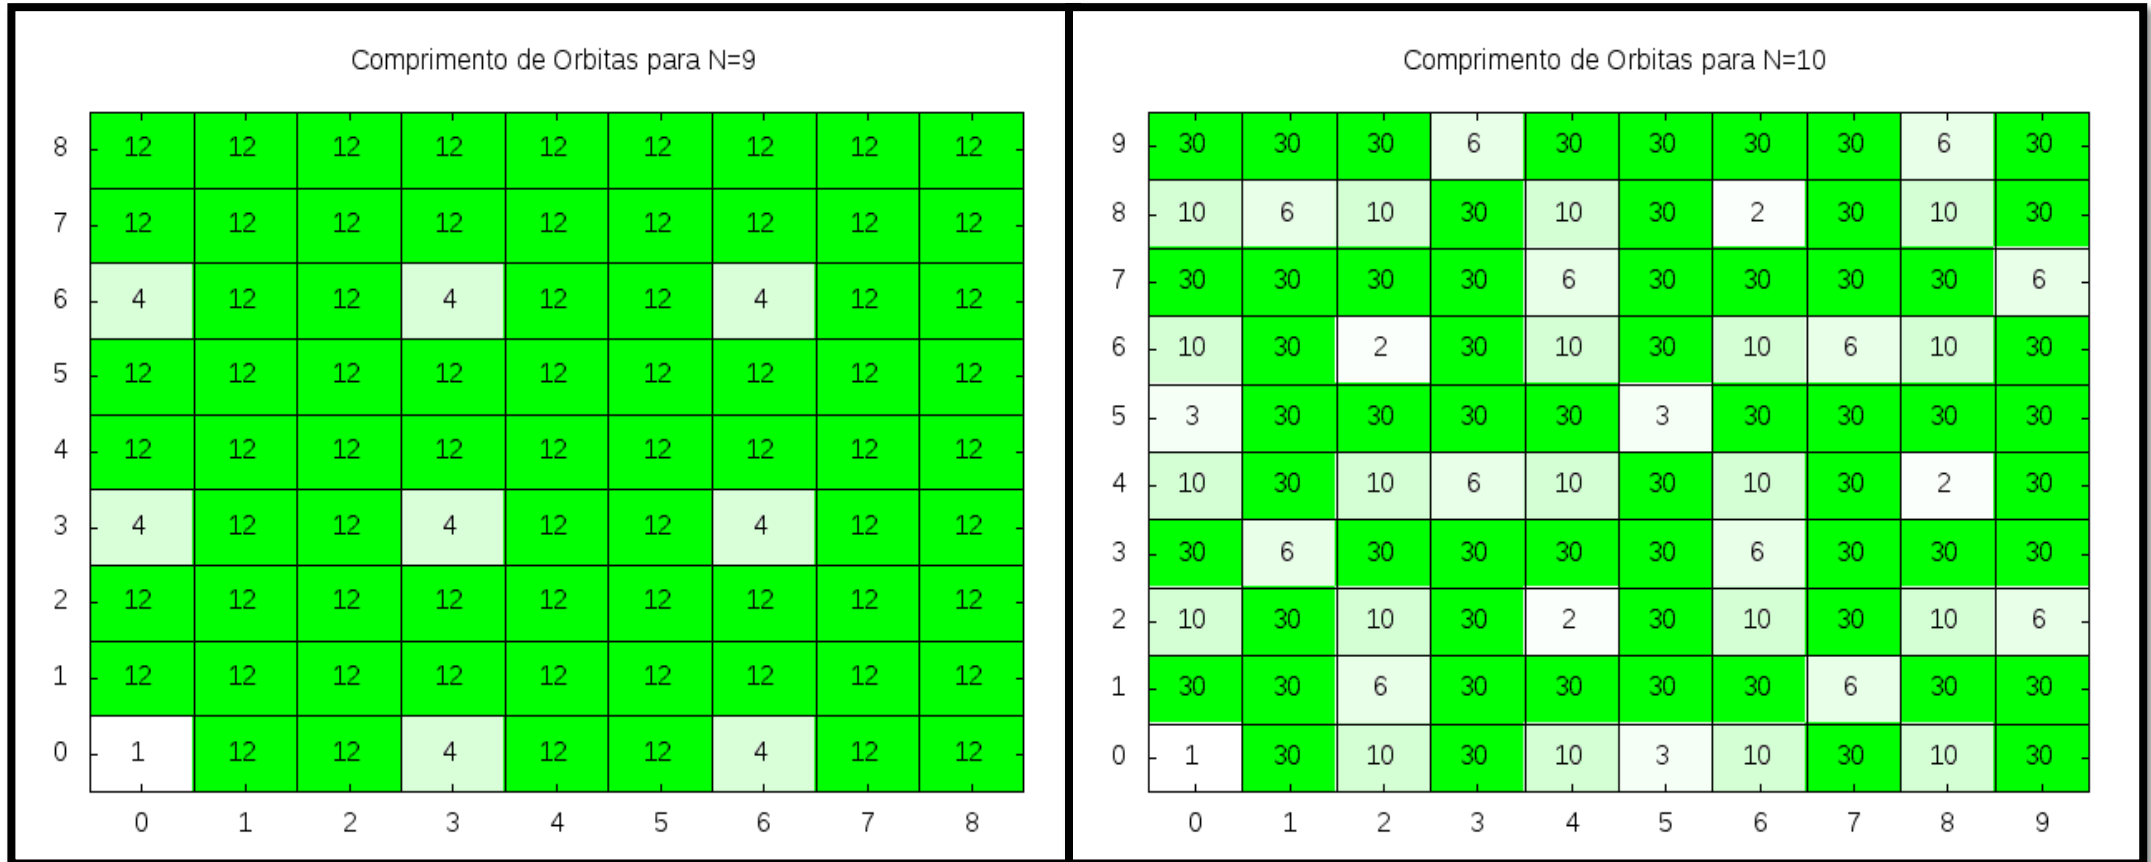 Comprimento de Orbitas para N=9
8 12 12 12 12 12 12 12 12 12
7 12 12 12 12 12 12 12 12 12
6 4 12 12 4 12 12 4 12 12
5 12 12 12 12 12 12 12 12 12
4 12 12 12 12 12 12 12 12 12
3 4 12 12 4 12 12 4 12 12
2 12 12 12 12 12 12 12 12 12
1 12 12 12 12 12 12 12 12 12
0 1 12 12 4 12 12 4 12 12
0 1 2 3 4 5 6 7 8
Comprimento de Orbitas para N=10
9 30 30 30 6 30 30 30 30 6 30
8 10 6 10 30 10 30 2 30 10 30
7 30 30 30 30 6 30 30 30 30 6
6 10 30 2 30 10 30 10 6 10 30
5 3 30 30 30 30 3 30 30 30 30
4 10 30 10 6 10 30 10 30 2 30
3 30 6 30 30 30 30 6 30 30 30
2 10 30 10 30 2 30 10 30 10 6
1 30 30 6 30 30 30 30 6 30 30
0 1 30 10 30 10 3 10 30 10 30
0 1 2 3 4 5 6 7 8 9